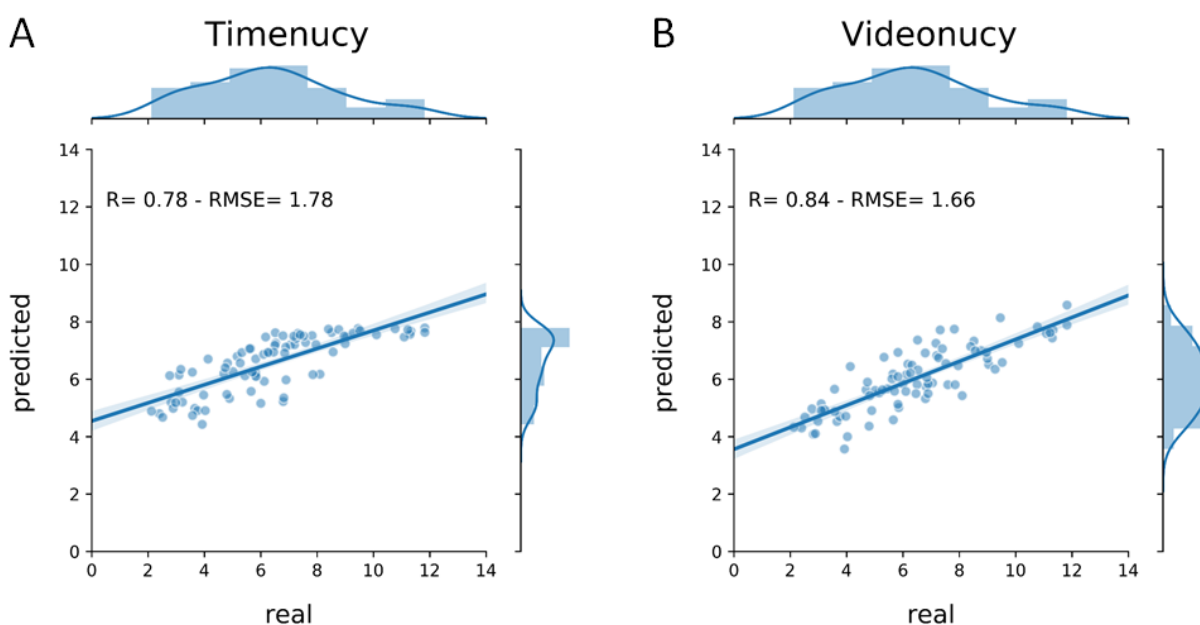 A
Timenucy
14
12
10
8
6
4
2
0
R= 0.78 - RMSE= 1.78
predicted
0 2 4 6 8 10 12 14
real
B
Videonucy
14
12
10
8
6
4
2
0
R= 0.84 - RMSE= 1.66
predicted
0 2 4 6 8 10 12 14
real